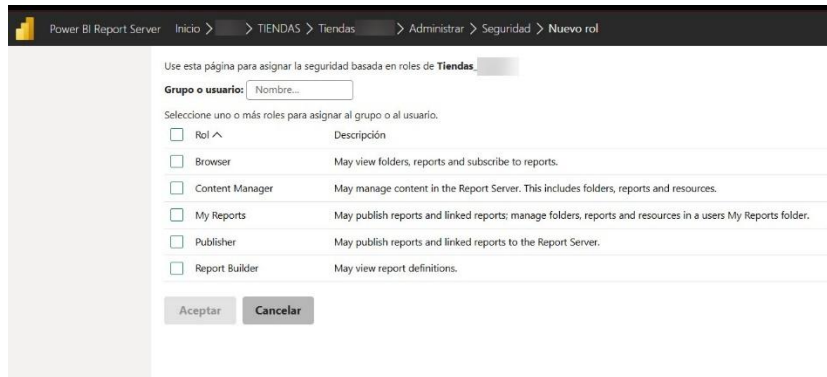 Power BI Report Server Inicio > > TIENDAS > Tiendas > Administrar > Seguridad > Nuevo rol
Use esta página para asignar la seguridad basada en roles de Tiendas_
Grupo o usuario: Nombre...
Seleccione uno o más roles para asignar al grupo o al usuario.
Rol Descripción
Browser May view folders, reports and subscribe to reports.
Content Manager May manage content in the Report Server. This includes folders, reports and resources.
My Reports May publish reports and linked reports; manage folders, reports and resources in a users My Reports folder.
Publisher May publish reports and linked reports to the Report Server.
Report Builder May view report definitions.
Aceptar Cancelar